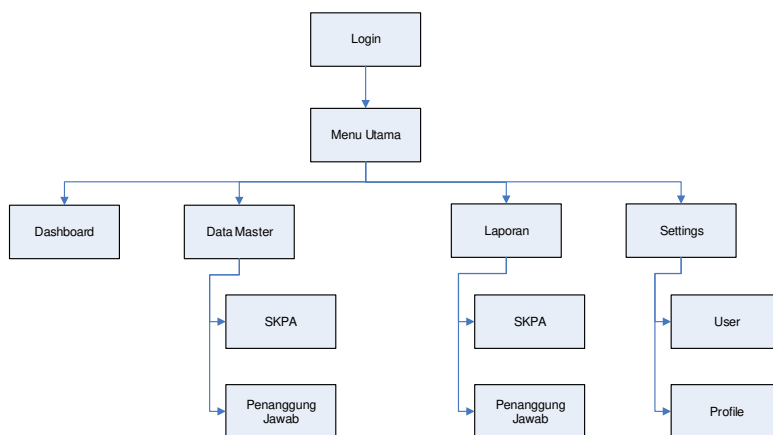 Login
Menu Utama
Dashboard
Data Master
Laporan
Settings
SKPA
SKPA
User
Penanggung
Jawab
Penanggung
Jawab
Profile